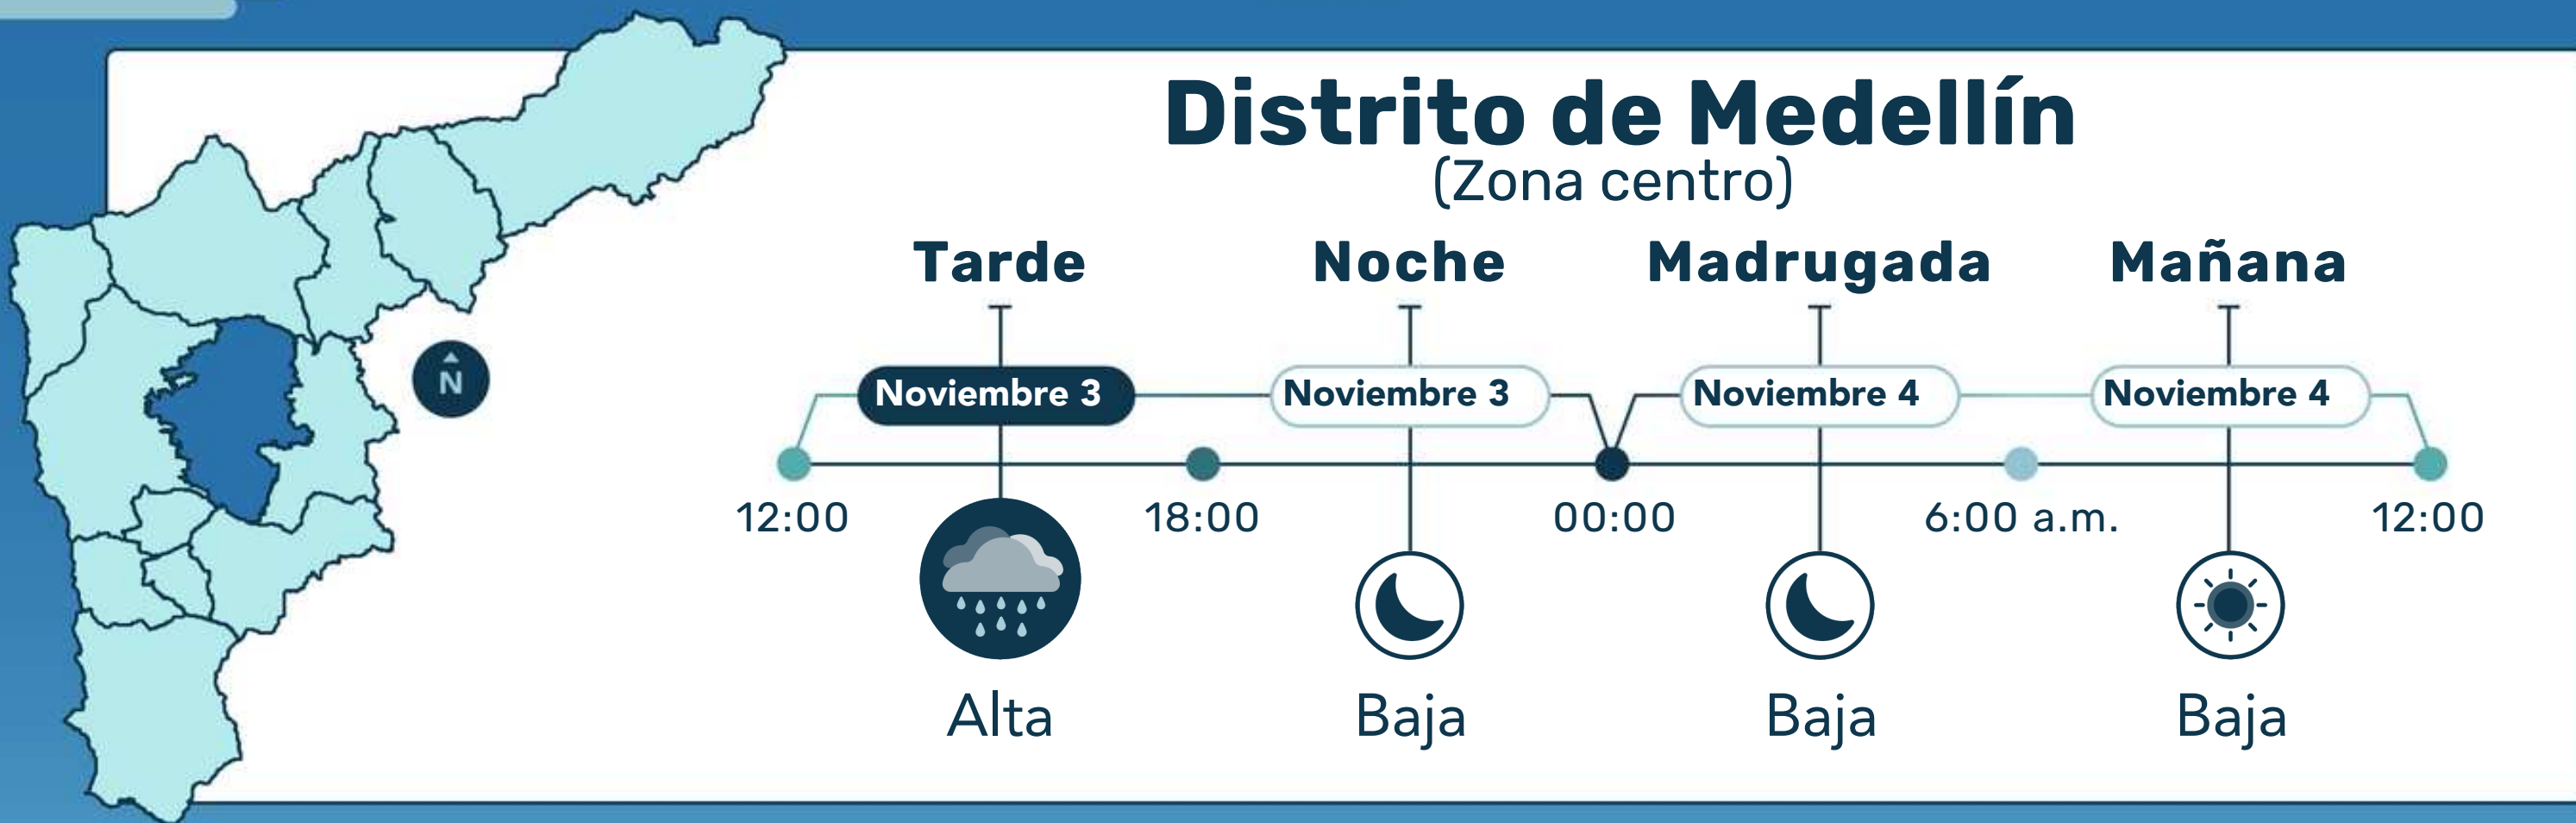 Distrito de Medellín
(Zona centro)
Tarde Noche Madrugada Mañana
Noviembre 3 Noviembre 3 Noviembre 4 Noviembre 4
N
12:00 18:00 00:00 6:00 a.m. 12:00
Alta Baja Baja Baja